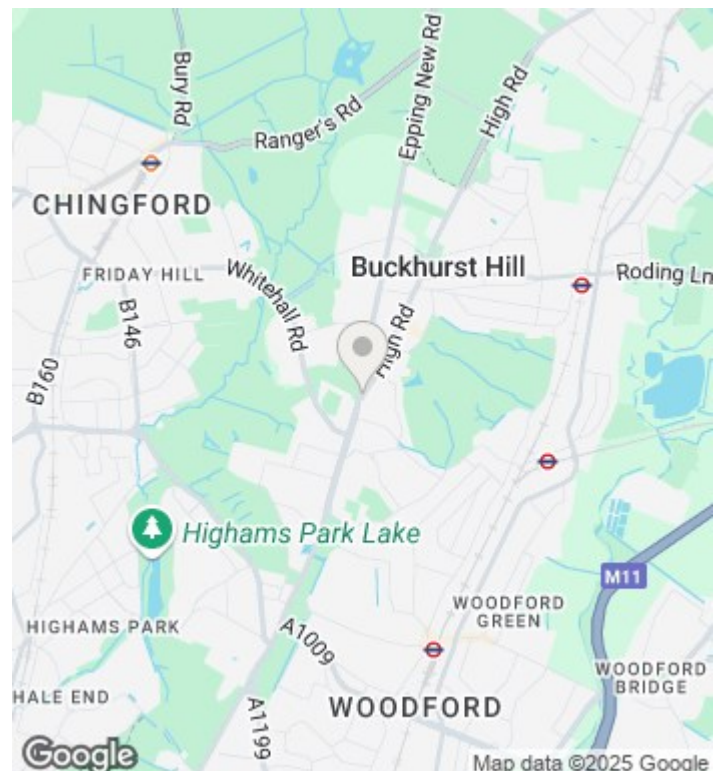 Bury Rd
Ranger's Rd
Epping New Rd
High Rd
CHINGFORD
FRIDAY HILL
Whitehall Rd
Buckhurst Hill
Roding Ln
B146
B160
High Rd
Highams Park Lake
M11
WOODFORD
GREEN
HIGHAMS PARK
A1009
WOODFORD
BRIDGE
HALE END
A1199
WOODFORD
Google
Map data ©2025 Google